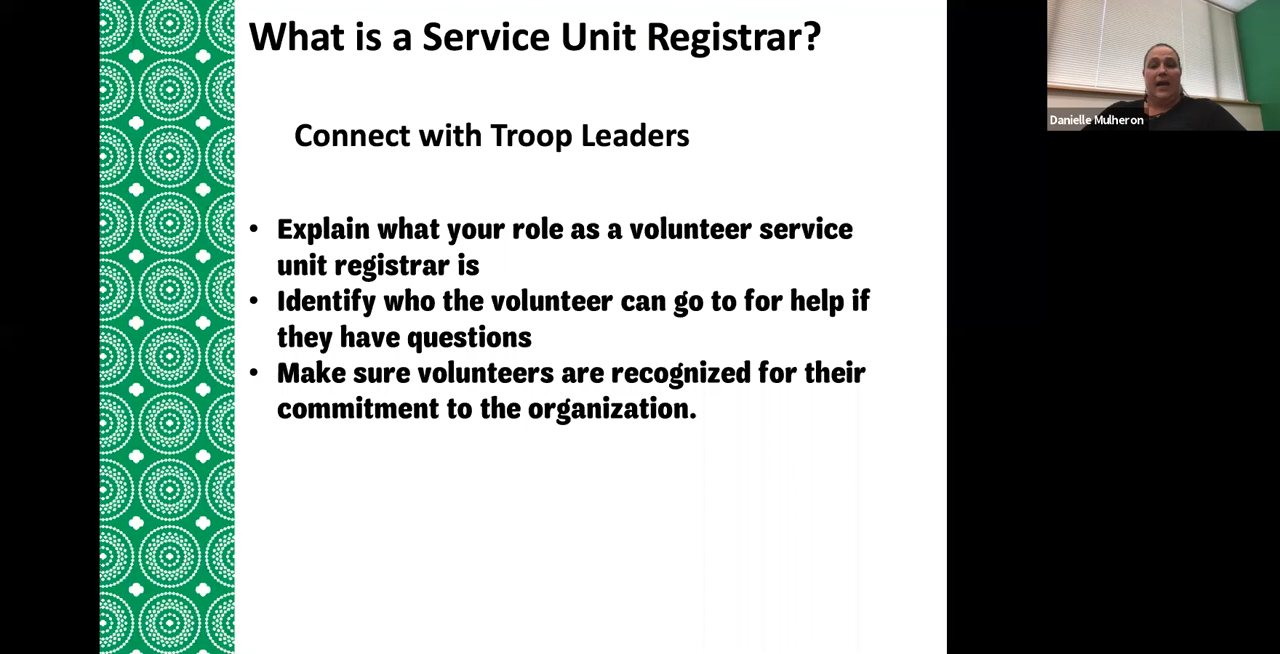 What is a Service Unit Registrar?
Connect with Troop Leaders
• Explain what your role as a volunteer service
unit registrar is
• Identify who the volunteer can go to for help if
they have questions
• Make sure volunteers are recognized for their
commitment to the organization.
Danielle Mulheron